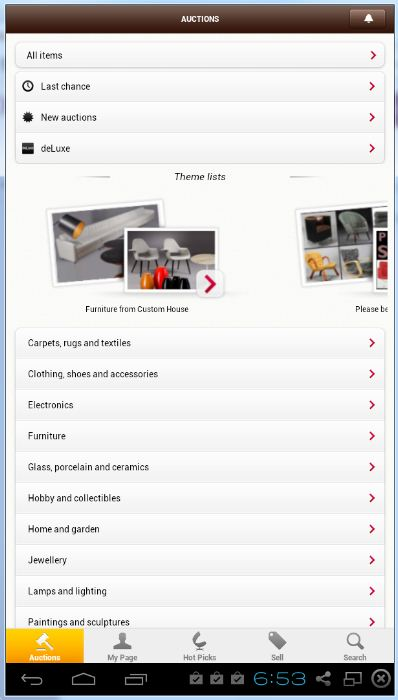 AUCTIONS
All items
Last chance
New auctions
deLuxe
Theme lists
Furniture from Custom House
Please be
Carpets, rugs and textiles
Clothing, shoes and accessories
Electronics
Furniture
Glass, porcelain and ceramics
Hobby and collectibles
Home and garden
Jewellery
Lamps and lighting
Paintings and sculptures
Auctions
My Page
Hot Picks
Sell
Search
6:53